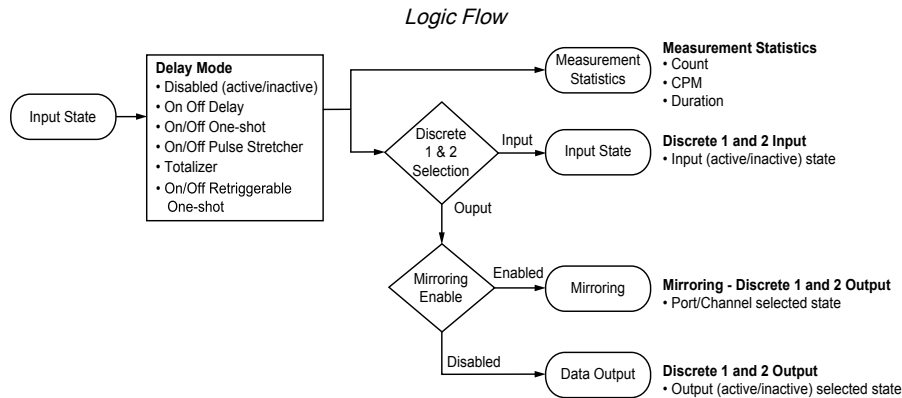 Logic Flow
Input State
Delay Mode
• Disabled (active/inactive)
• On Off Delay
• On/Off One-shot
• On/Off Pulse Stretcher
• Totalizer
• On/Off Retriggerable
One-shot
Measurement
Statistics
Measurement Statistics
• Count
• CPM
• Duration
Discrete
1 & 2
Selection
Input
Input State
Discrete 1 and 2 Input
• Input (active/inactive) state
Ouput
Mirroring
Enable
Enabled
Mirroring
Mirroring - Discrete 1 and 2 Output
• Port/Channel selected state
Disabled
Data Output
Discrete 1 and 2 Output
• Output (active/inactive) selected state